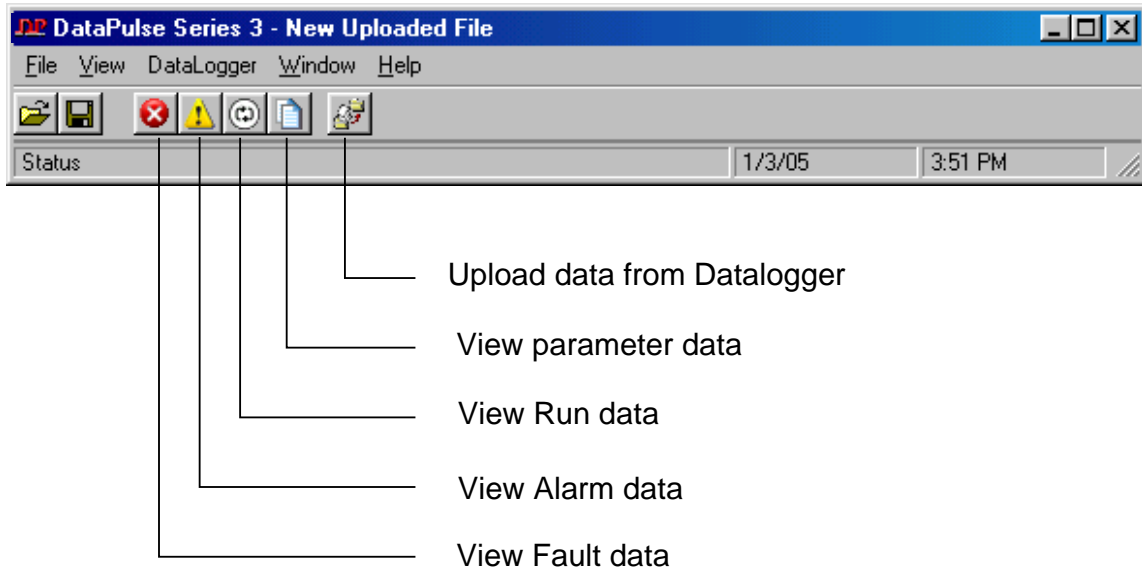 DP DataPulse Series 3 - New Uploaded File
File View DataLogger Window Help
Status 1/3/05 3:51 PM
Upload data from Datalogger
View parameter data
View Run data
View Alarm data
View Fault data